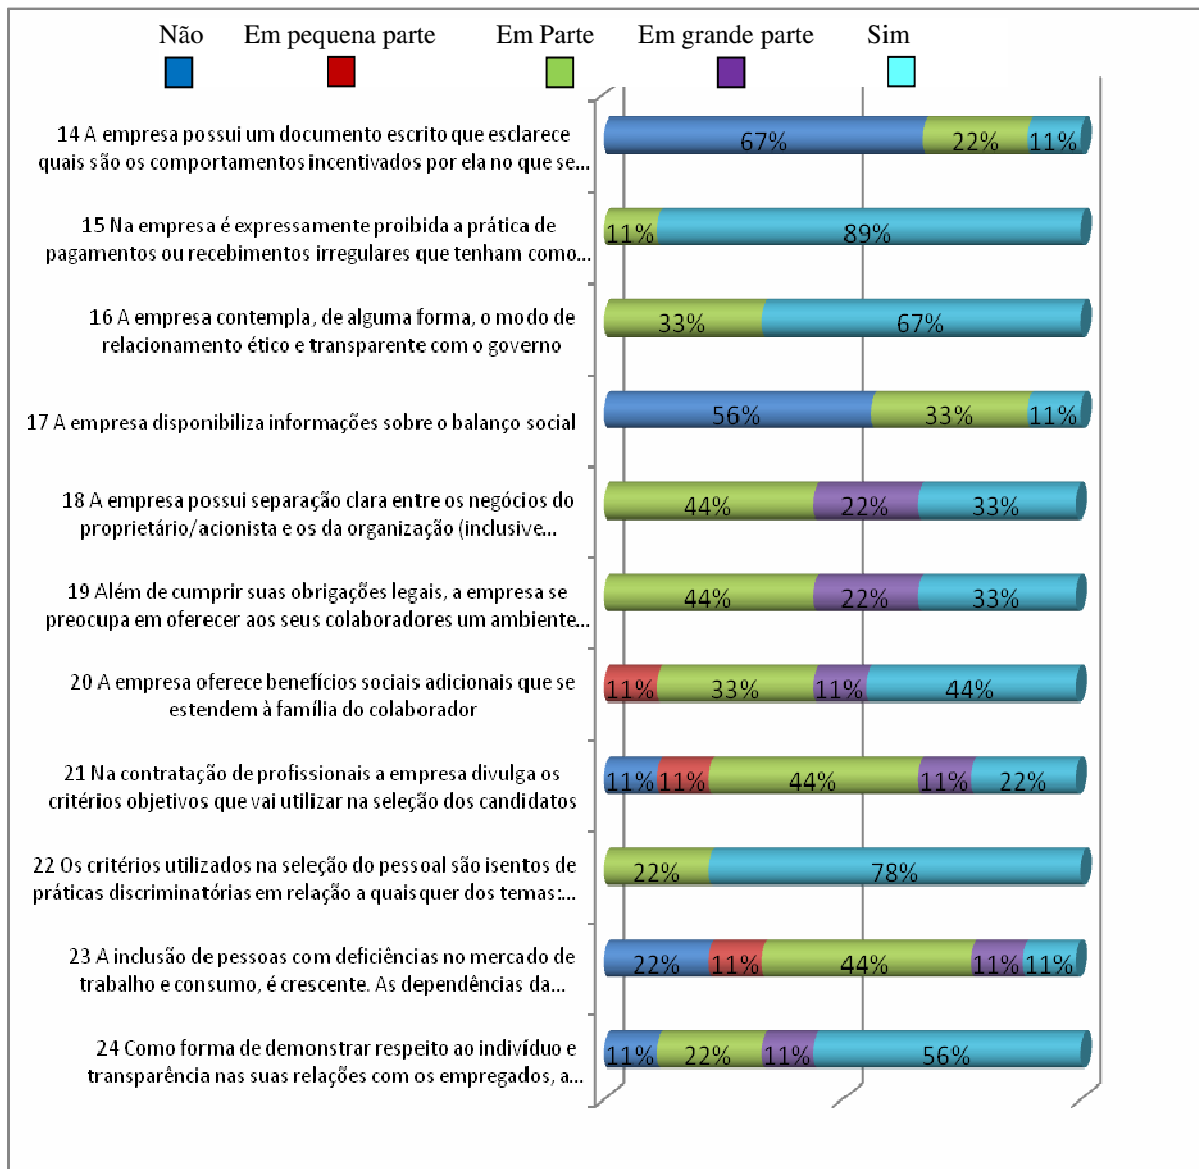 Não Em pequena parte Em Parte Em grande parte Sim
14 A empresa possui um documento escrito que esclarece
quais são os comportamentos incentivados por ela no que se...
67% 22% 11%
15 Na empresa é expressamente proibida a prática de
pagamentos ou recebimentos irregulares que tenham como...
11% 89%
16 A empresa contempla, de alguma forma, o modo de
relacionamento ético e transparente com o governo
33% 67%
17 A empresa disponibiliza informações sobre o balanço social
56% 33% 11%
18 A empresa possui separação clara entre os negócios do
proprietário/acionista e os da organização (inclusive...
44% 22% 33%
19 Além de cumprir suas obrigações legais, a empresa se
preocupa em oferecer aos seus colaboradores um ambiente...
44% 22% 33%
20 A empresa oferece benefícios sociais adicionais que se
estendem à família do colaborador
11% 33% 11% 44%
21 Na contratação de profissionais a empresa divulga os
critérios objetivos que vai utilizar na seleção dos candidatos
11% 11% 44% 11% 22%
22 Os critérios utilizados na seleção do pessoal são isentos de
práticas discriminatórias em relação a quaisquer dos temas:...
22% 78%
23 A inclusão de pessoas com deficiências no mercado de
trabalho e consumo, é crescente. As dependências da...
22% 11% 44% 11% 11%
24 Como forma de demonstrar respeito ao indivíduo e
transparência nas suas relações com os empregados, a...
11% 22% 11% 56%